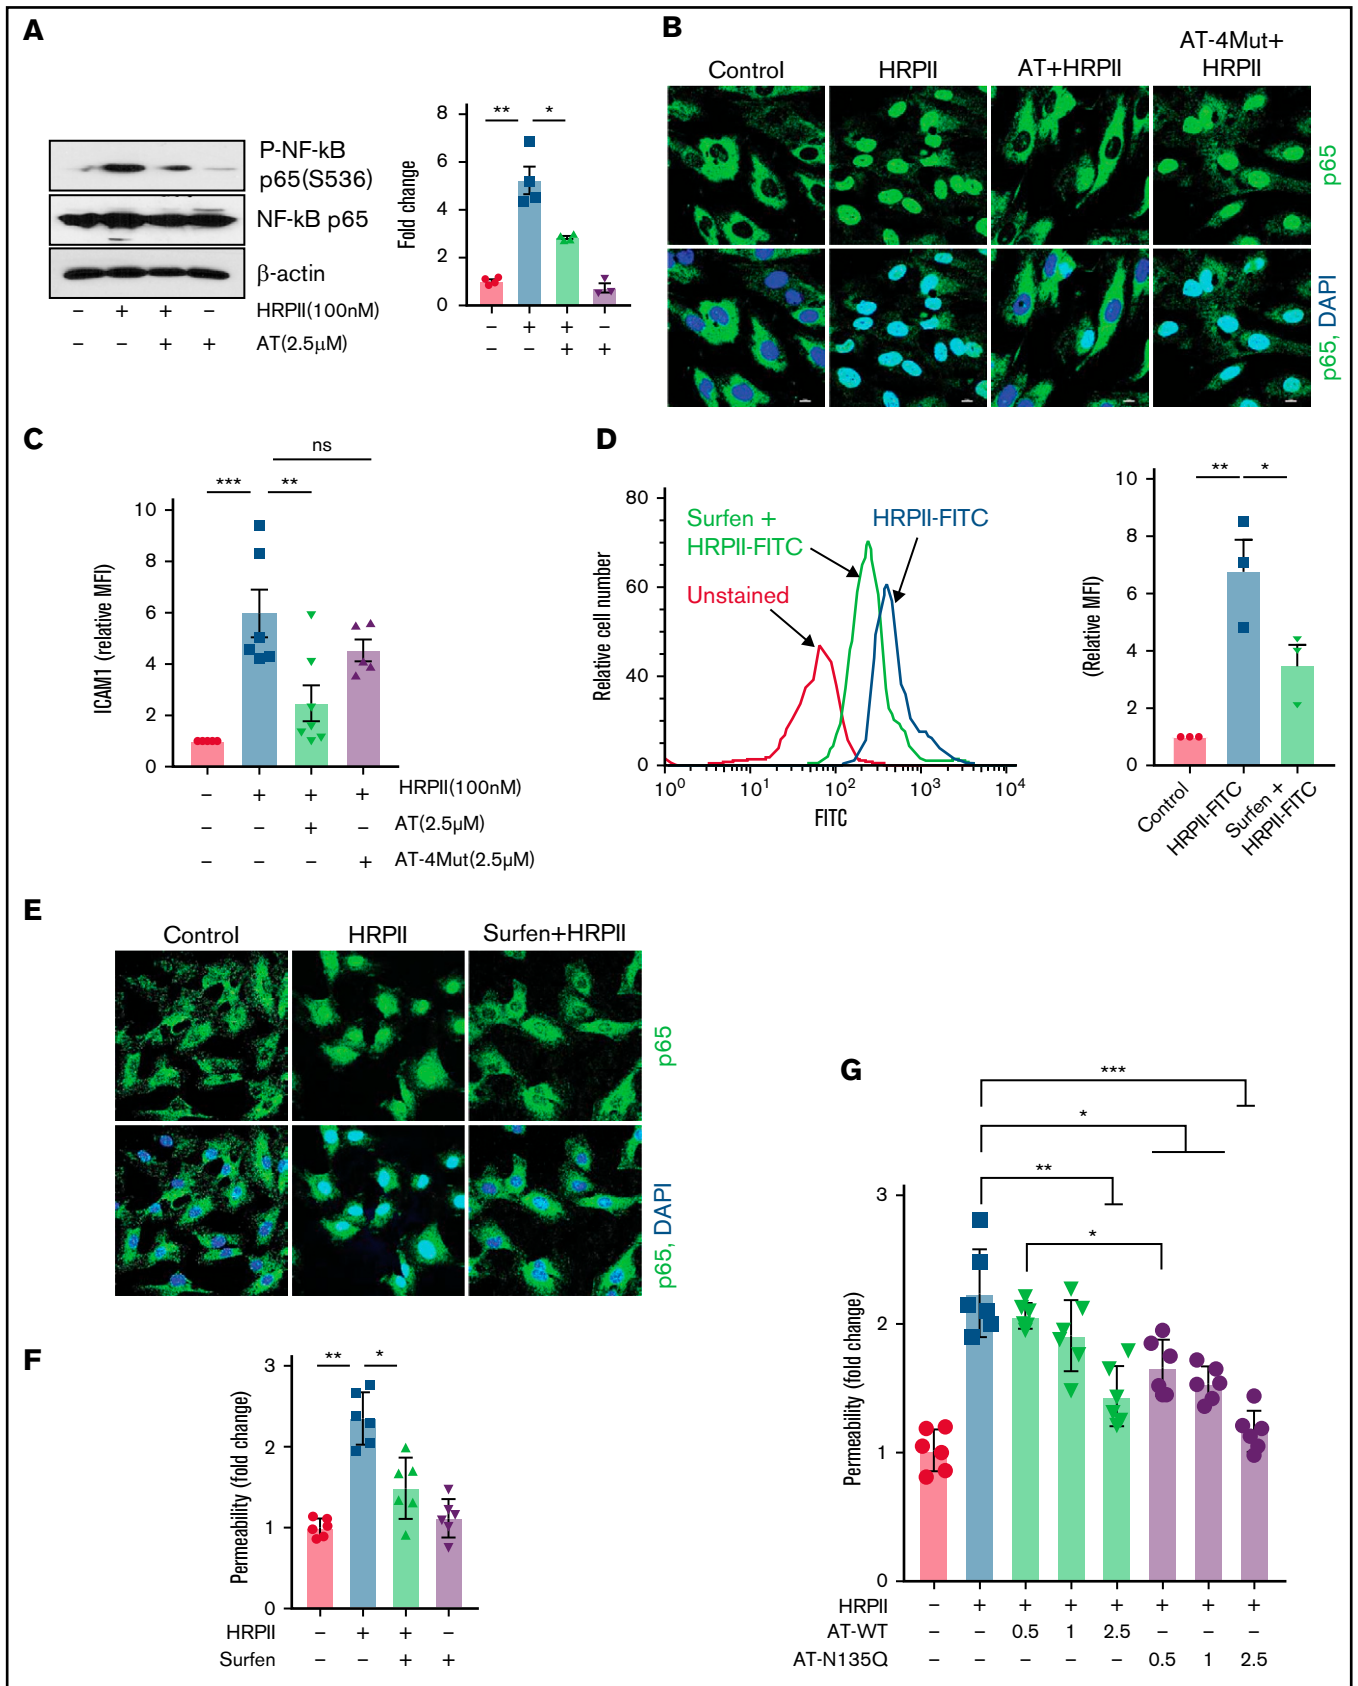 A
P-NF-kB
p65(S536)
NF-kB p65
β-actin
− + + − HRPII(100nM)
− − + + AT(2.5μM)
Fold change
8
6
4
2
0
** *
− + + −
− − + +
B
Control HRPII AT+HRPII AT-4Mut+
HRPII
p65
p65, DAPI
C
ns
*** **
ICAM1 (relative MFI)
10
8
6
4
2
0
− + + + HRPII(100nM)
− − + − AT(2.5μM)
− − − + AT-4Mut(2.5μM)
D
Relative cell number
80
60
40
20
0
Surfen +
HRPII-FITC
HRPII-FITC
Unstained
10⁰ 10¹ 10² 10³ 10⁴
FITC
(Relative MFI)
10
8
6
4
2
0
** *
Control
HRPII-FITC
Surfen +
HRPII-FITC
E
Control HRPII Surfen+HRPII
p65
p65, DAPI
F
Permeability (fold change)
3
2
1
0
** *
HRPII − + + −
Surfen − − + +
G
***
*
**
*
Permeability (fold change)
3
2
1
0
HRPII − + + + + + + +
AT-WT − − 0.5 1 2.5 − − −
AT-N135Q − − − − − 0.5 1 2.5